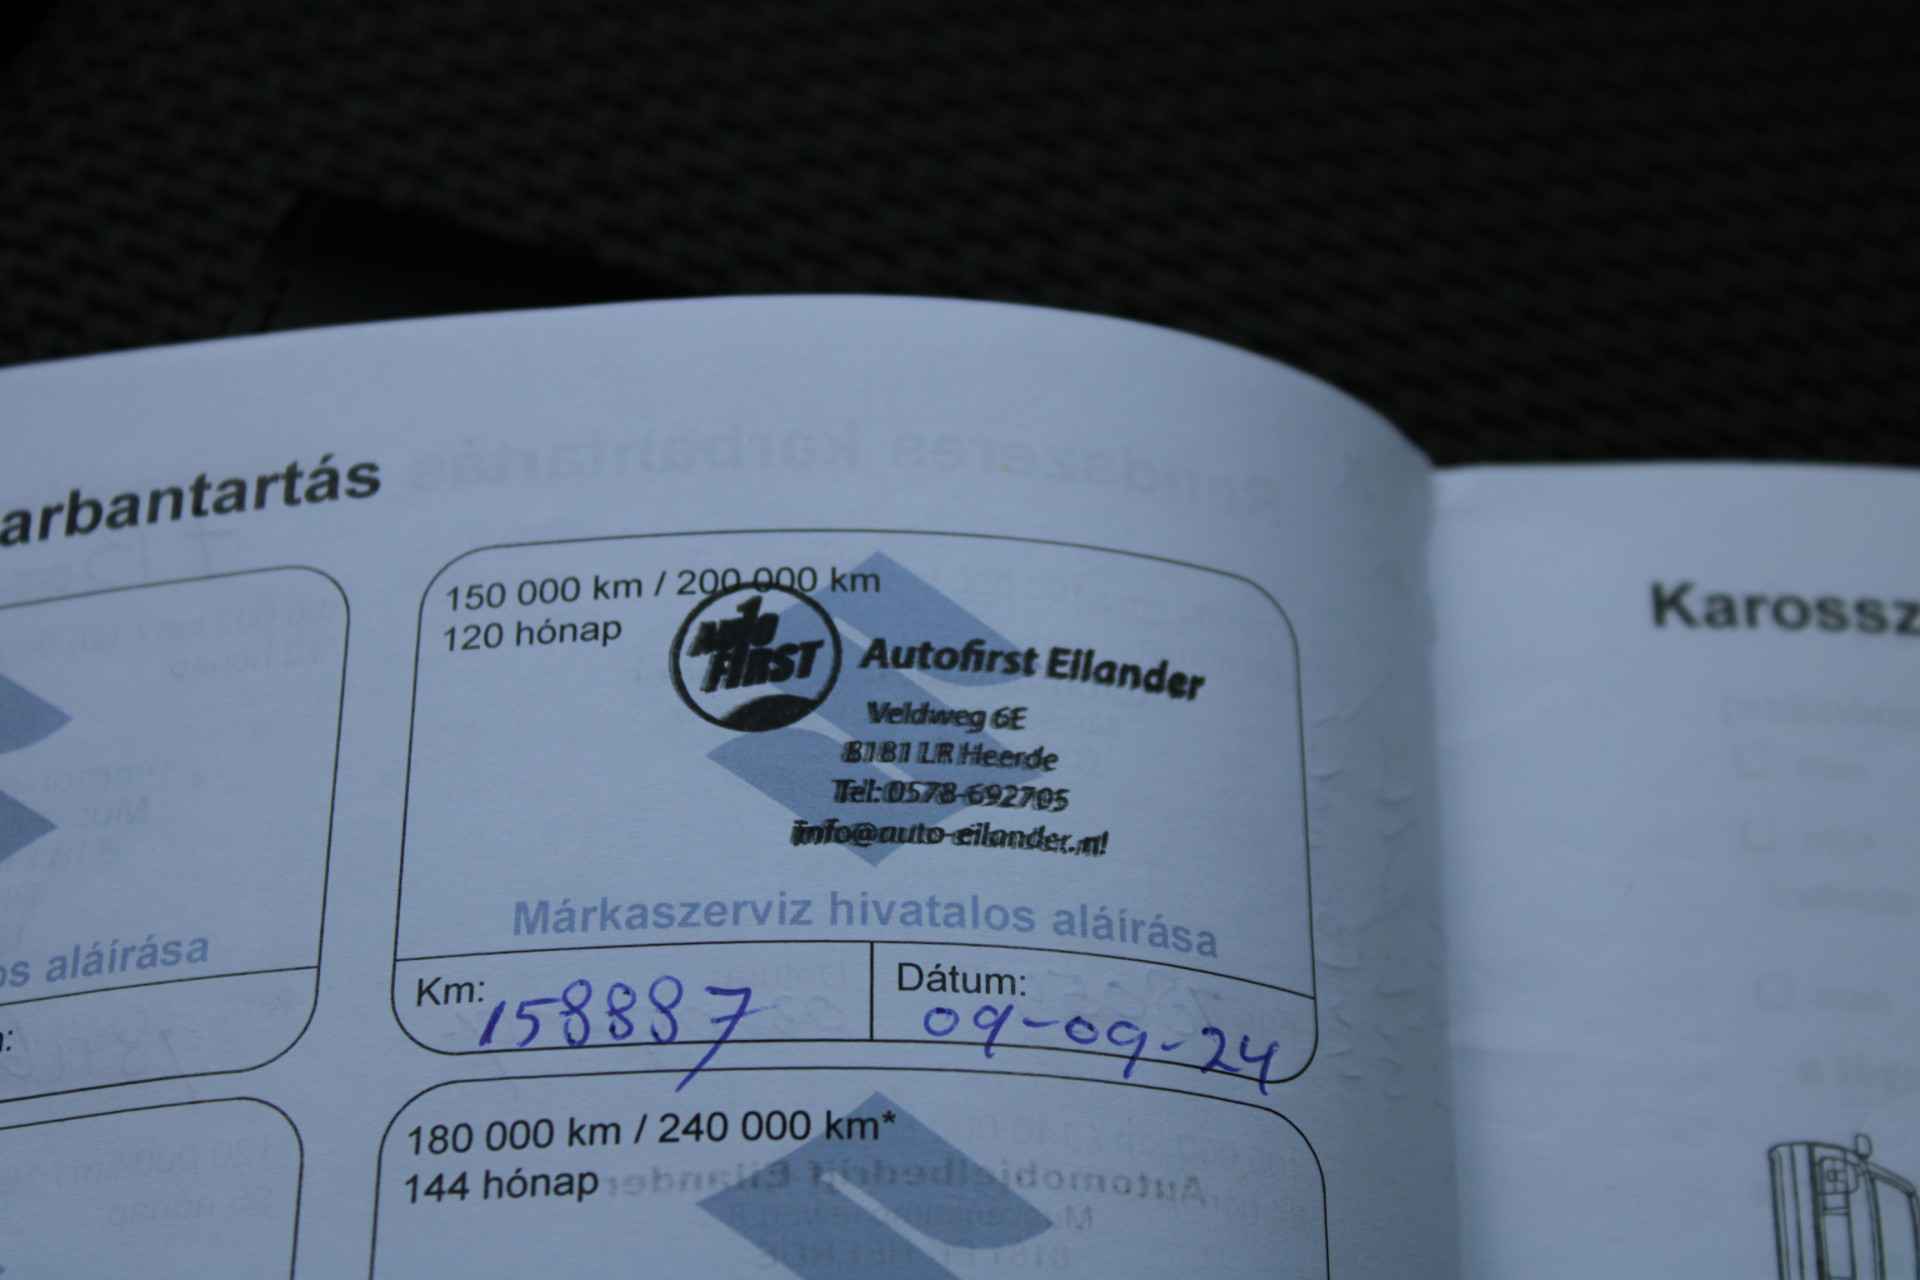 arbantartás
150 000 km / 200 000 km
120 hónap
AUTO
FIRST
Autofirst Eilander
Veldweg 6E
8181 LR Heerde
Tel: 0578-692705
info@auto-eilander.nl
Márkaszerviz hivatalos aláírása
os aláírása
Km: 158887
Dátum: 09-09-24
180 000 km / 240 000 km*
144 hónap
Karossz